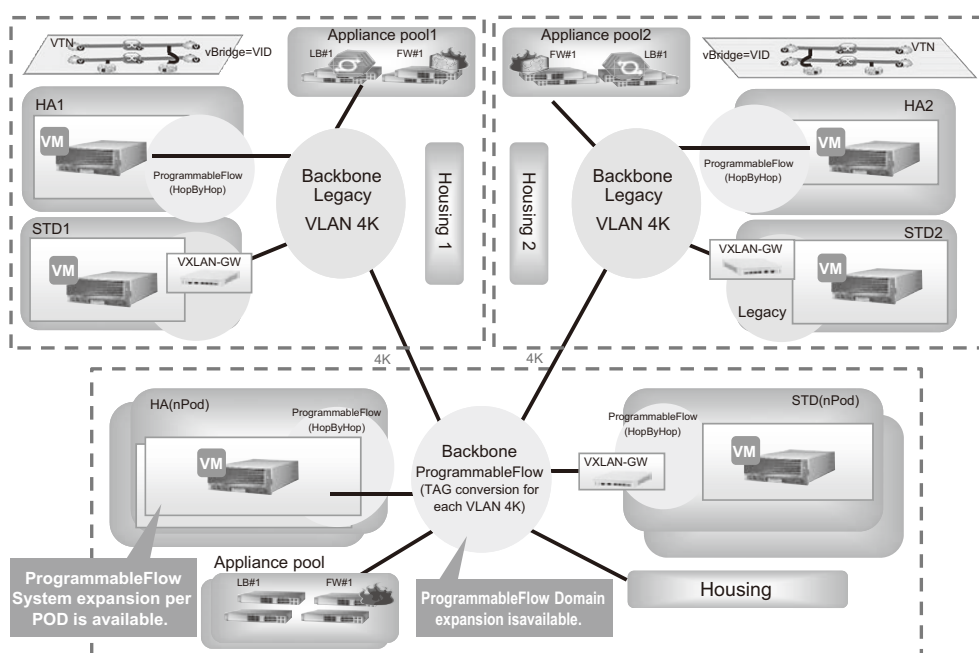 VTN
vBridge=VID
Appliance pool1
LB#1
FW#1
HA1
VM
ProgrammableFlow
(HopByHop)
Backbone
Legacy
VLAN 4K
Housing 1
STD1
VM
VXLAN-GW
Appliance pool2
FW#1
LB#1
VTN
vBridge=VID
HA2
VM
ProgrammableFlow
(HopByHop)
Backbone
Legacy
VLAN 4K
Housing 2
STD2
VXLAN-GW
VM
Legacy
4K
4K
HA(nPod)
ProgrammableFlow
(HopByHop)
VM
Backbone
ProgrammableFlow
(TAG conversion for
each VLAN 4K)
STD(nPod)
ProgrammableFlow
(HopByHop)
VXLAN-GW
VM
ProgrammableFlow
System expansion per
POD is available.
Appliance pool
LB#1
FW#1
ProgrammableFlow Domain
expansion isavailable.
Housing